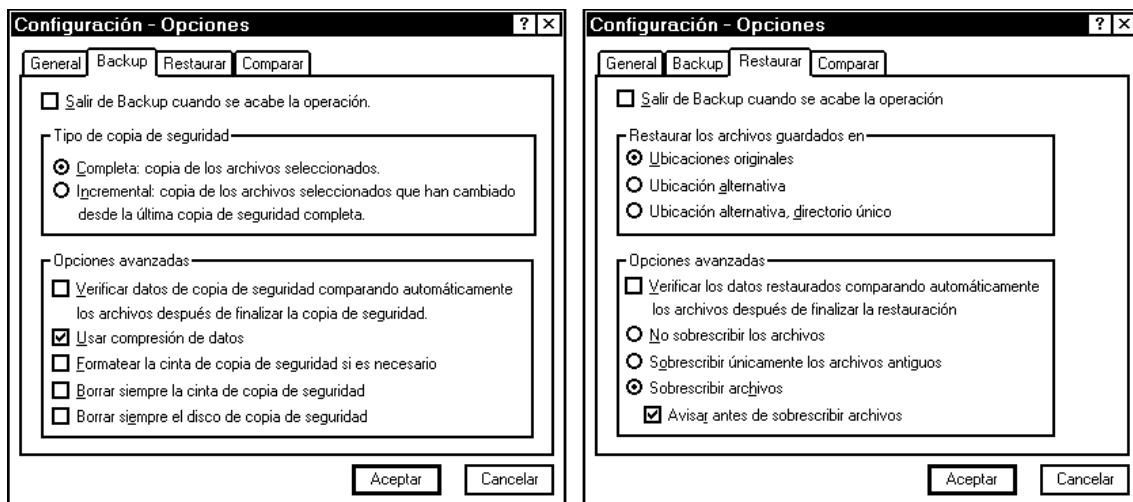 Configuración - Opciones
General Backup Restaurar Comparar
Salir de Backup cuando se acabe la operación.
Tipo de copia de seguridad
Completa: copia de los archivos seleccionados.
Incremental: copia de los archivos seleccionados que han cambiado
desde la última copia de seguridad completa.
Opciones avanzadas
Verificar datos de copia de seguridad comparando automáticamente
los archivos después de finalizar la copia de seguridad.
Usar compresión de datos
Formatear la cinta de copia de seguridad si es necesario
Borrar siempre la cinta de copia de seguridad
Borrar siempre el disco de copia de seguridad
Aceptar Cancelar
Configuración - Opciones
General Backup Restaurar Comparar
Salir de Backup cuando se acabe la operación
Restaurar los archivos guardados en
Ubicaciones originales
Ubicación alternativa
Ubicación alternativa, directorio único
Opciones avanzadas
Verificar los datos restaurados comparando automáticamente
los archivos después de finalizar la restauración
No sobrescribir los archivos
Sobrescribir únicamente los archivos antiguos
Sobrescribir archivos
Avisar antes de sobrescribir archivos
Aceptar Cancelar